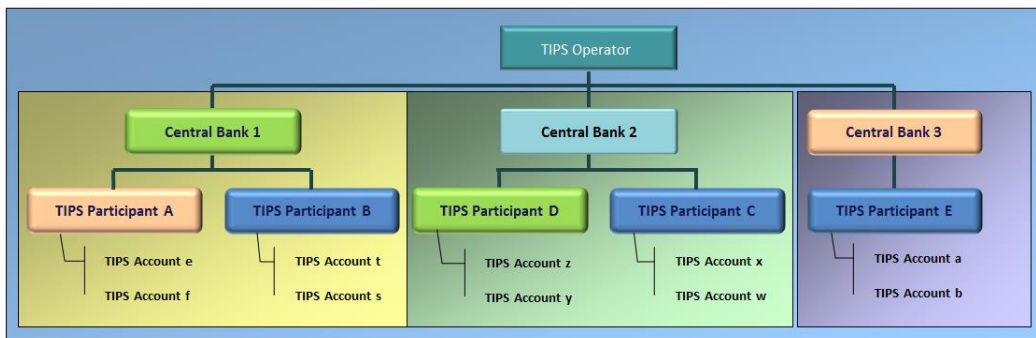 TIPS Operator
Central Bank 1
Central Bank 2
Central Bank 3
TIPS Participant A
TIPS Participant B
TIPS Participant D
TIPS Participant C
TIPS Participant E
TIPS Account e
TIPS Account f
TIPS Account t
TIPS Account s
TIPS Account z
TIPS Account y
TIPS Account x
TIPS Account w
TIPS Account a
TIPS Account b